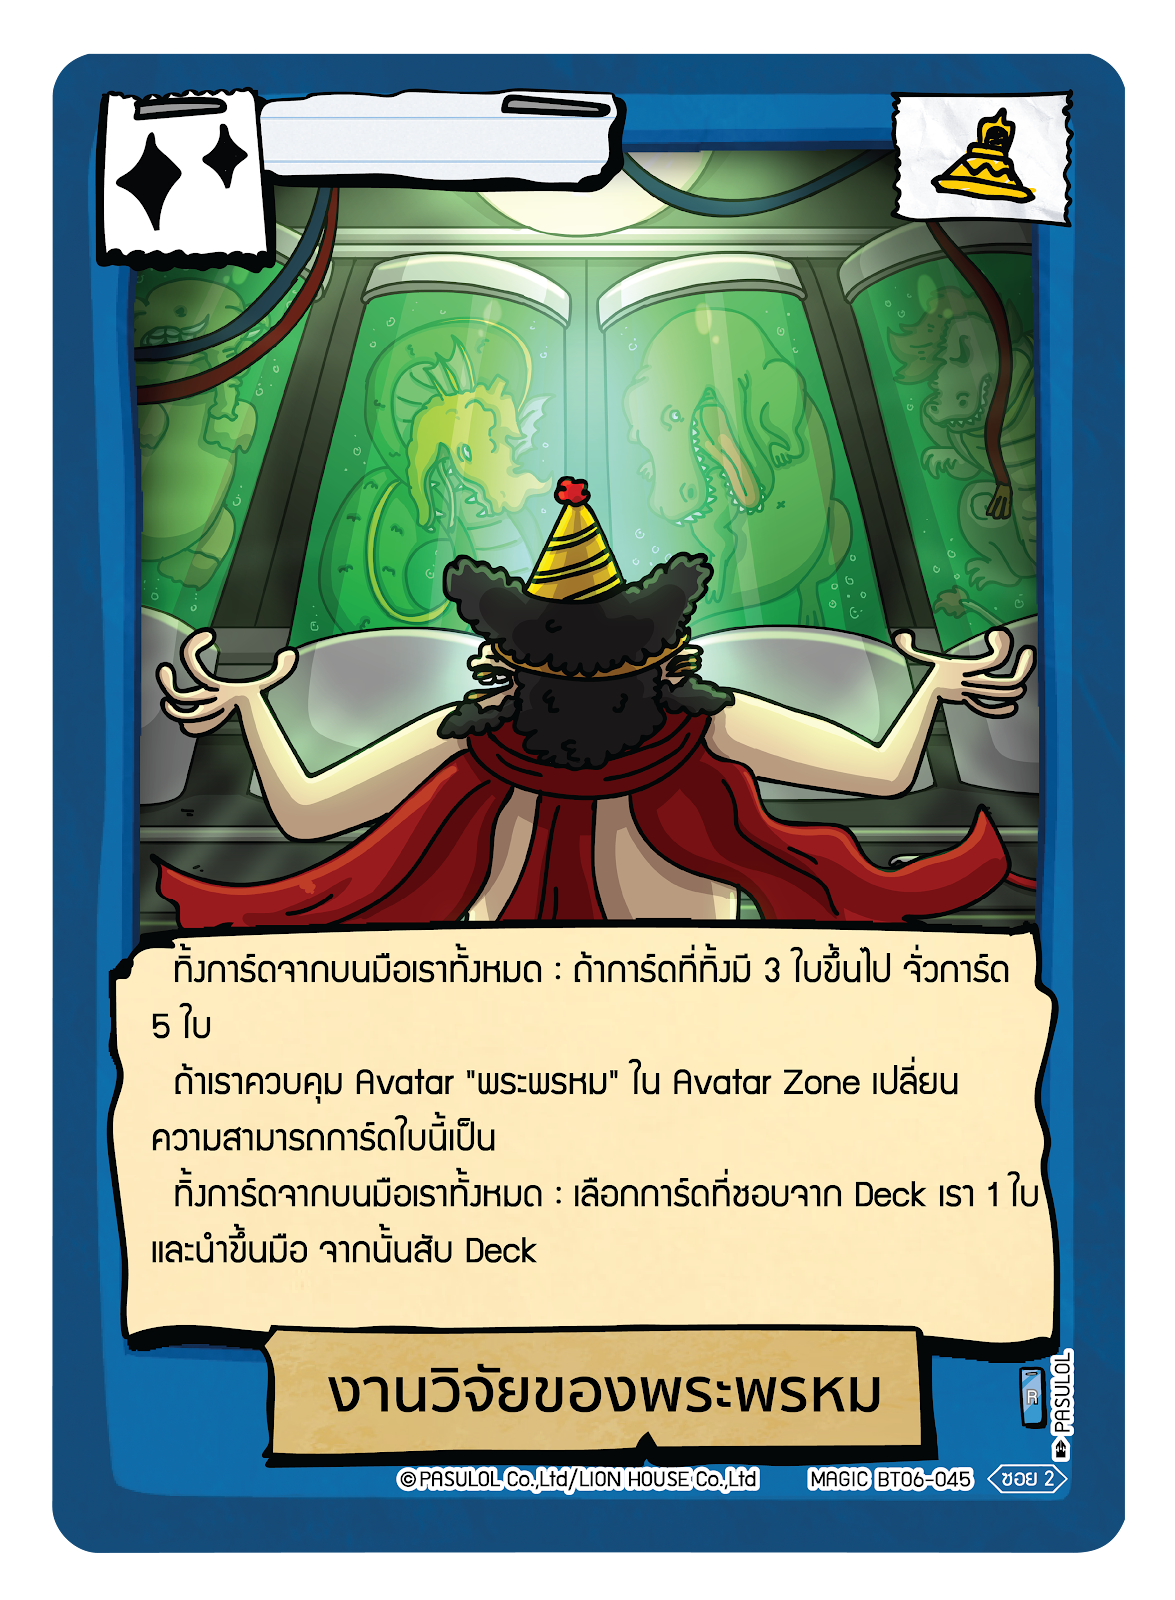 ทิ้งการ์ดจากบนมือเราทั้งหมด : ถ้าการ์ดที่ทิ้งมี 3 ใบขึ้นไป จั่วการ์ด
5 ใบ
ถ้าเราควบคุม Avatar "พระพรหม" ใน Avatar Zone เปลี่ยน
ความสามารถการ์ดใบนี้เป็น
ทิ้งการ์ดจากบนมือเราทั้งหมด : เลือกการ์ดที่ชอบจาก Deck เรา 1 ใบ
และนำขึ้นมือ จากนั้นสับ Deck
งานวิจัยของพระพรหม
R
PASULOL
©PASULOL Co.,Ltd/LION HOUSE Co.,Ltd
MAGIC BT06-045
ซอย 2